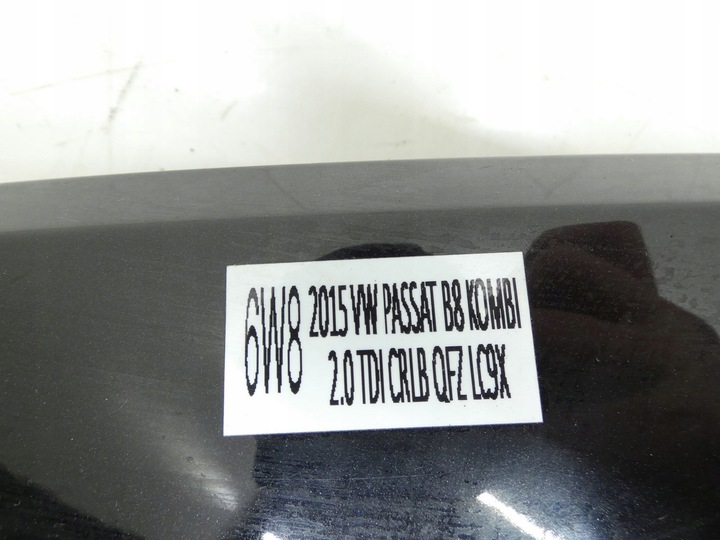 6W8
2015 VW PASSAT B8 KOMBI
2.0 TDI CRLB QFZ LC9X